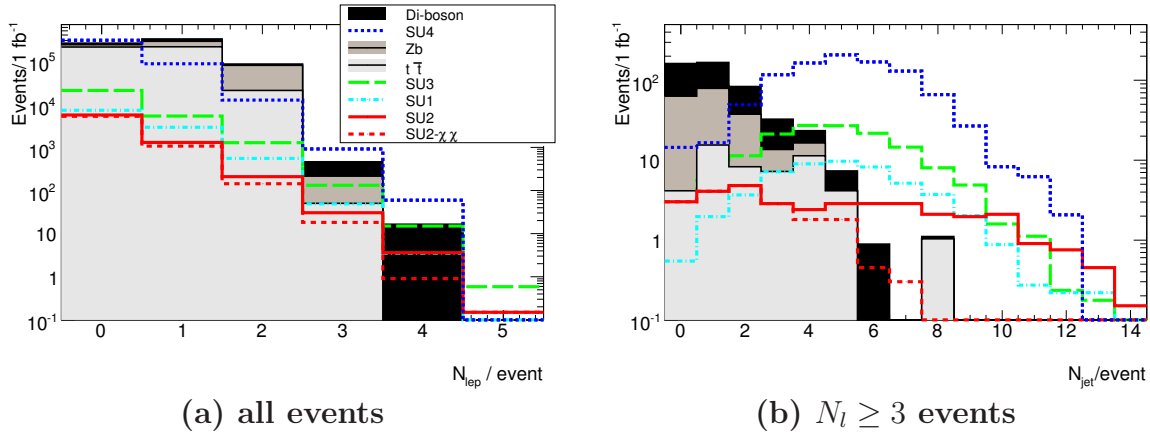 Events/1 fb⁻¹
10⁵
10⁴
10³
10²
10
1
10⁻¹
0 1 2 3 4 5
N_lep / event
Di-boson
SU4
Zb
t t̅
SU3
SU1
SU2
SU2-χ χ
(a) all events
Events/1 fb⁻¹
10²
10
1
10⁻¹
0 2 4 6 8 10 12 14
N_jet/event
(b) N_l ≥ 3 events